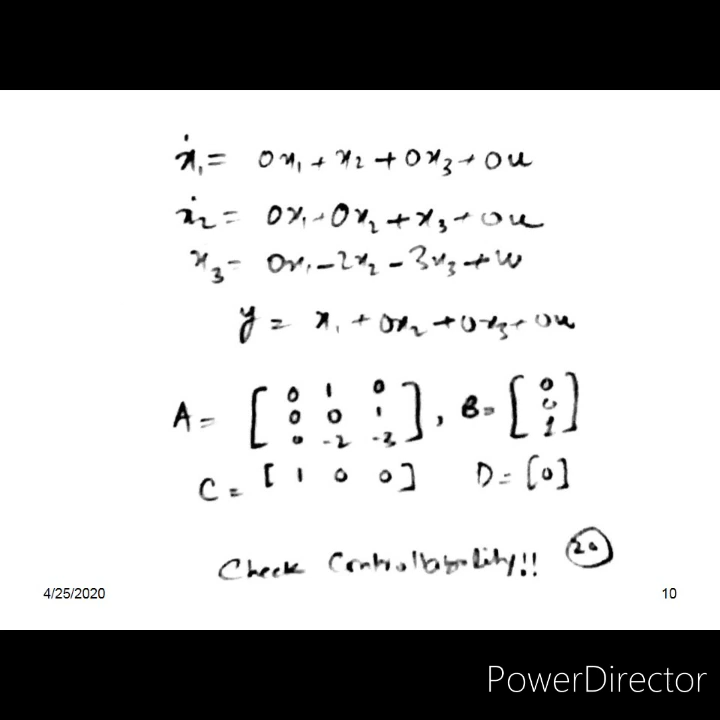 ẋ₁ = 0x₁ + x₂ + 0x₃ + 0u
ẋ₂ = 0x₁ + 0x₂ + x₃ + 0u
x₃ = 0x₁ - 2x₂ - 3x₃ + u
y = x₁ + 0x₂ + 0x₃ + 0u
A = [0 1 0; 0 0 1; 0 -2 -3], B = [0; 0; 1]
C = [1 0 0] D = [0]
Check Controllability!! 20
4/25/2020 10
PowerDirector